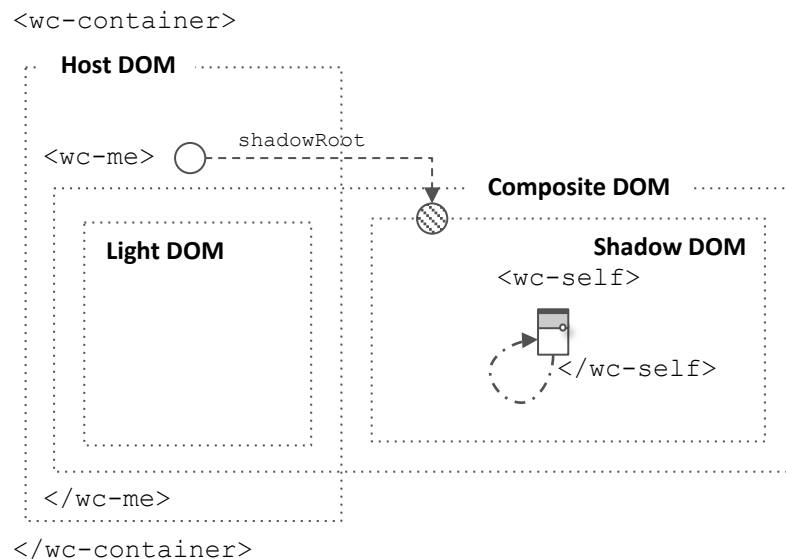 <wc-container>
Host DOM
shadowRoot
<wc-me>
Composite DOM
Light DOM
Shadow DOM
<wc-self>
</wc-self>
</wc-me>
</wc-container>